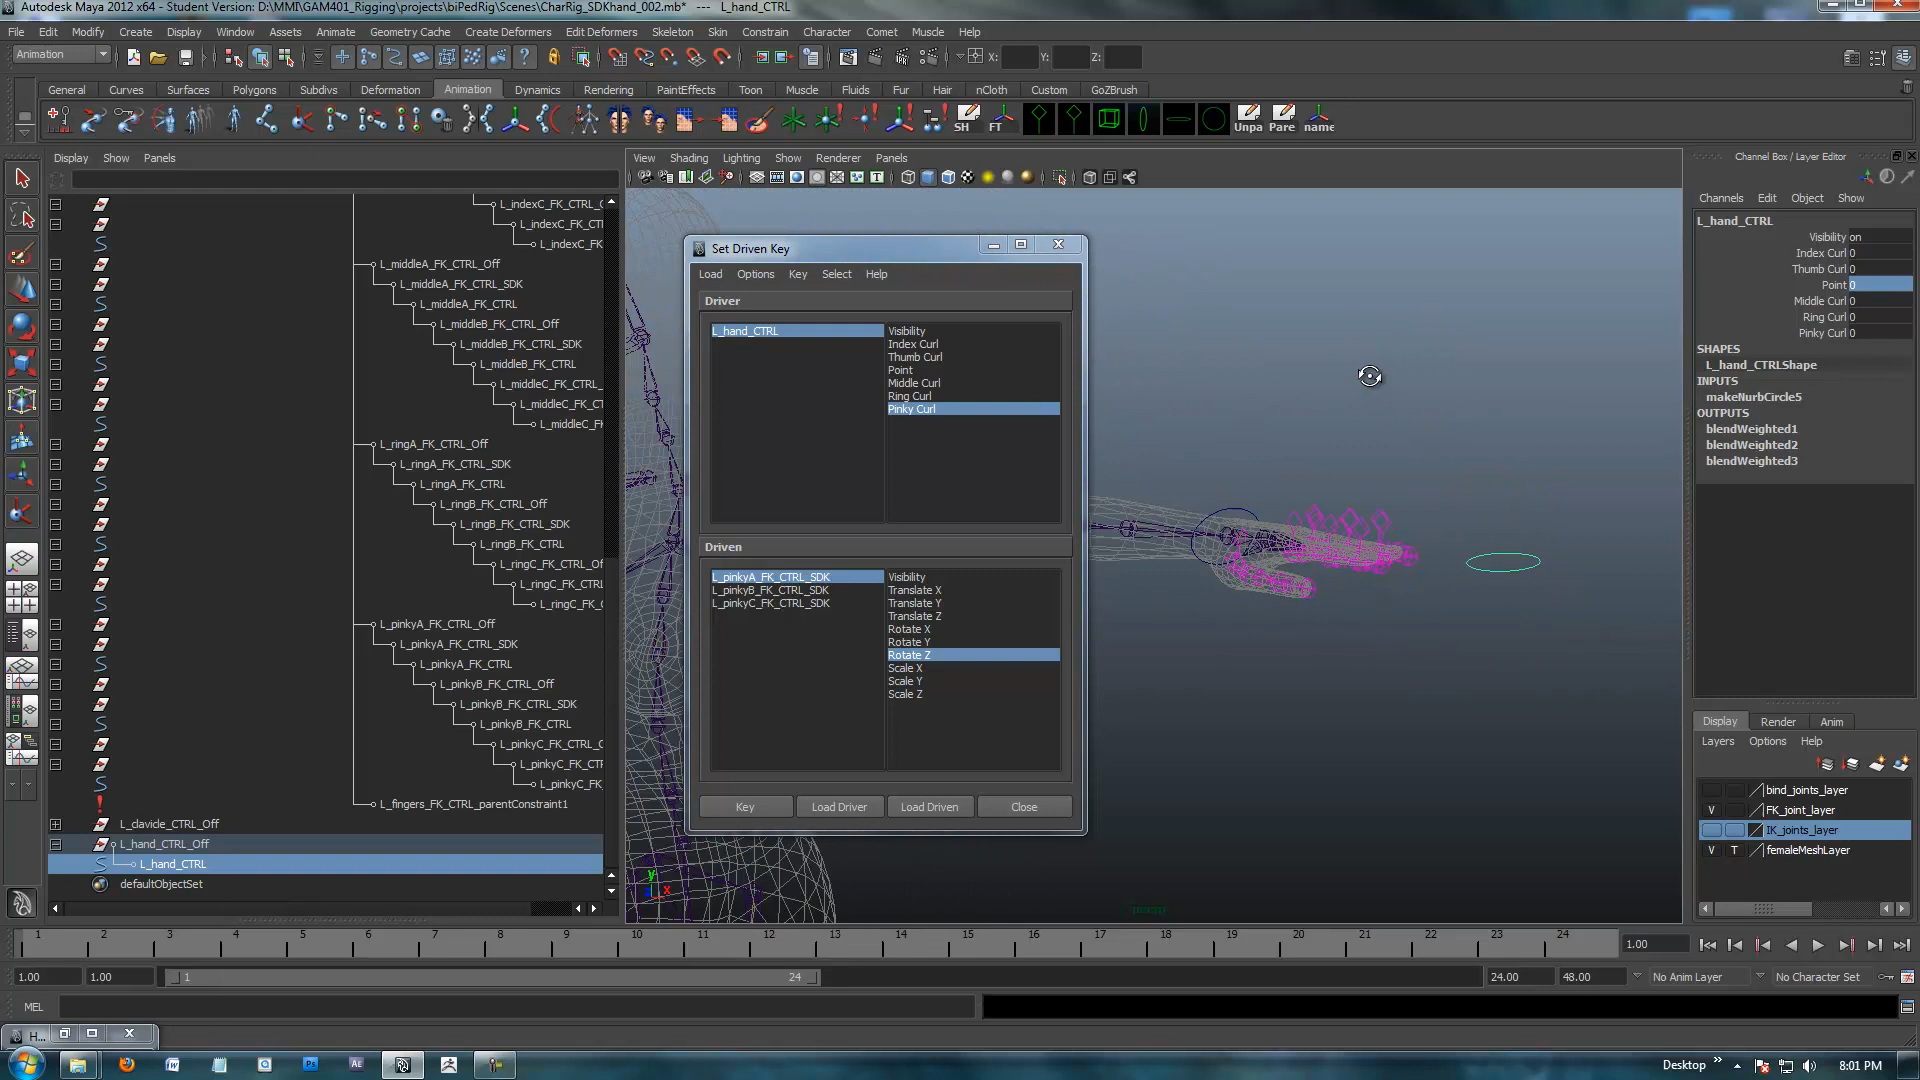 Autodesk Maya 2012 x64 - Student Version: D:\MMI\GAM401_Rigging\projects\biPedRig\Scenes\CharRig_SDKhand_002.mb* --- L_hand_CTRL
File Edit Modify Create Display Window Assets Animate Geometry Cache Create Deformers Edit Deformers Skeleton Skin Constrain Character Comet Muscle Help
Animation X: Y: Z:
General Curves Surfaces Polygons Subdivs Deformation Animation Dynamics Rendering PaintEffects Toon Muscle Fluids Fur Hair nCloth Custom GoZBrush
SH FT Unpa Pare name
Display Show Panels
View Shading Lighting Show Renderer Panels
Channel Box / Layer Editor
Channels Edit Object Show
L_indexC_FK_CTRL_
L_indexC_FK_CT
L_indexC_FK
L_middleA_FK_CTRL_Off
L_middleA_FK_CTRL_SDK
L_middleA_FK_CTRL
L_middleB_FK_CTRL_Off
L_middleB_FK_CTRL_SDK
L_middleB_FK_CTRL
L_middleC_FK_CTRL_
L_middleC_FK_CT
L_middleC_FK
L_ringA_FK_CTRL_Off
L_ringA_FK_CTRL_SDK
L_ringA_FK_CTRL
L_ringB_FK_CTRL_Off
L_ringB_FK_CTRL_SDK
L_ringB_FK_CTRL
L_ringC_FK_CTRL_Of
L_ringC_FK_CTRL
L_ringC_FK_
L_pinkyA_FK_CTRL_Off
L_pinkyA_FK_CTRL_SDK
L_pinkyA_FK_CTRL
L_pinkyB_FK_CTRL_Off
L_pinkyB_FK_CTRL_SDK
L_pinkyB_FK_CTRL
L_pinkyC_FK_CTRL_
L_pinkyC_FK_CTF
L_pinkyC_FK_
L_fingers_FK_CTRL_parentConstraint1
L_clavide_CTRL_Off
L_hand_CTRL_Off
L_hand_CTRL
defaultObjectSet
Set Driven Key
Load Options Key Select Help
Driver
L_hand_CTRL
Visibility
Index Curl
Thumb Curl
Point
Middle Curl
Ring Curl
Pinky Curl
Driven
L_pinkyA_FK_CTRL_SDK
L_pinkyB_FK_CTRL_SDK
L_pinkyC_FK_CTRL_SDK
Visibility
Translate X
Translate Y
Translate Z
Rotate X
Rotate Y
Rotate Z
Scale X
Scale Y
Scale Z
Key Load Driver Load Driven Close
y
x
L_hand_CTRL
Visibility on
Index Curl 0
Thumb Curl 0
Point 0
Middle Curl 0
Ring Curl 0
Pinky Curl 0
SHAPES
L_hand_CTRLShape
INPUTS
makeNurbCircle5
OUTPUTS
blendWeighted1
blendWeighted2
blendWeighted3
Display Render Anim
Layers Options Help
bind_joints_layer
V FK_joint_layer
IK_joints_layer
V T femaleMeshLayer
1 2 3 4 5 6 7 8 9 10 11 12 13 14 15 16 17 18 19 20 21 22 23 24 1.00
1.00 1.00 1 24 24.00 48.00 No Anim Layer No Character Set
MEL
H...
W Ps Ae Desktop 8:01 PM